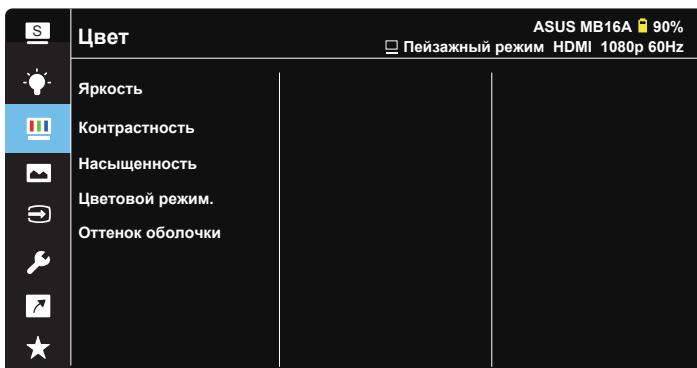 S
Цвет
ASUS MB16A 90%
Пейзажный режим HDMI 1080p 60Hz
Яркость
Контрастность
Насыщенность
Цветовой режим.
Оттенок оболочки